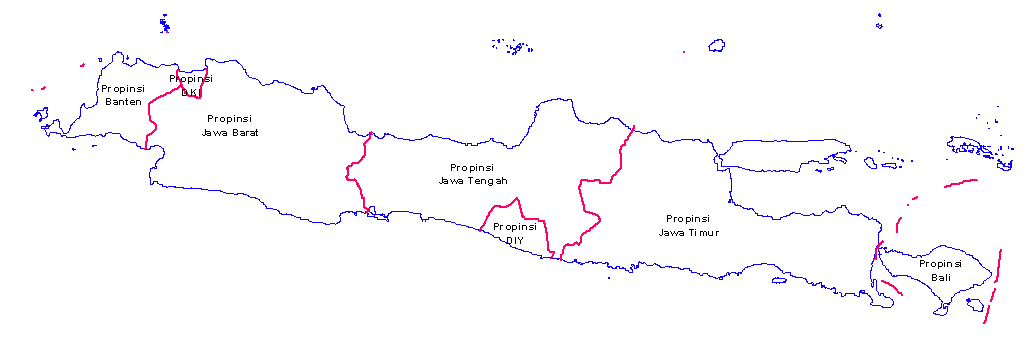 Propinsi
Banten
Propinsi
DKI
Propinsi
Jawa Barat
Propinsi
Jawa Tengah
Propinsi
DIY
Propinsi
Jawa Timur
Propinsi
Bali